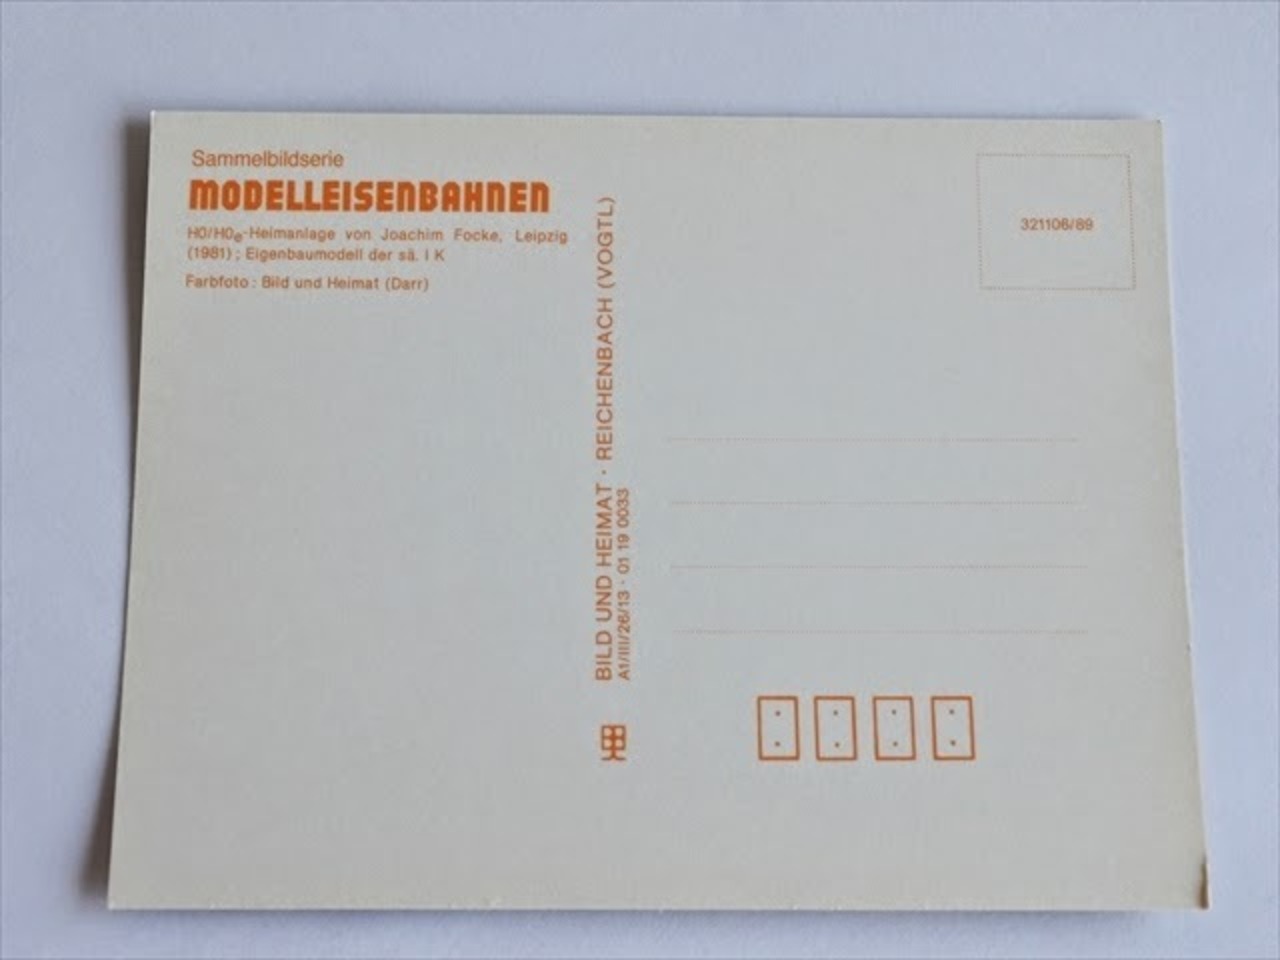 Sammelbildserie
MODELLEISENBAHNEN
H0/H0e-Heimanlage von Joachim Focke, Leipzig
(1981); Eigenbaumodell der sä. I K
Farbfoto: Bild und Heimat (Darr)
BILD UND HEIMAT · REICHENBACH (VOGTL)
A1/III/26/13 · 01 19 0033
321106/89